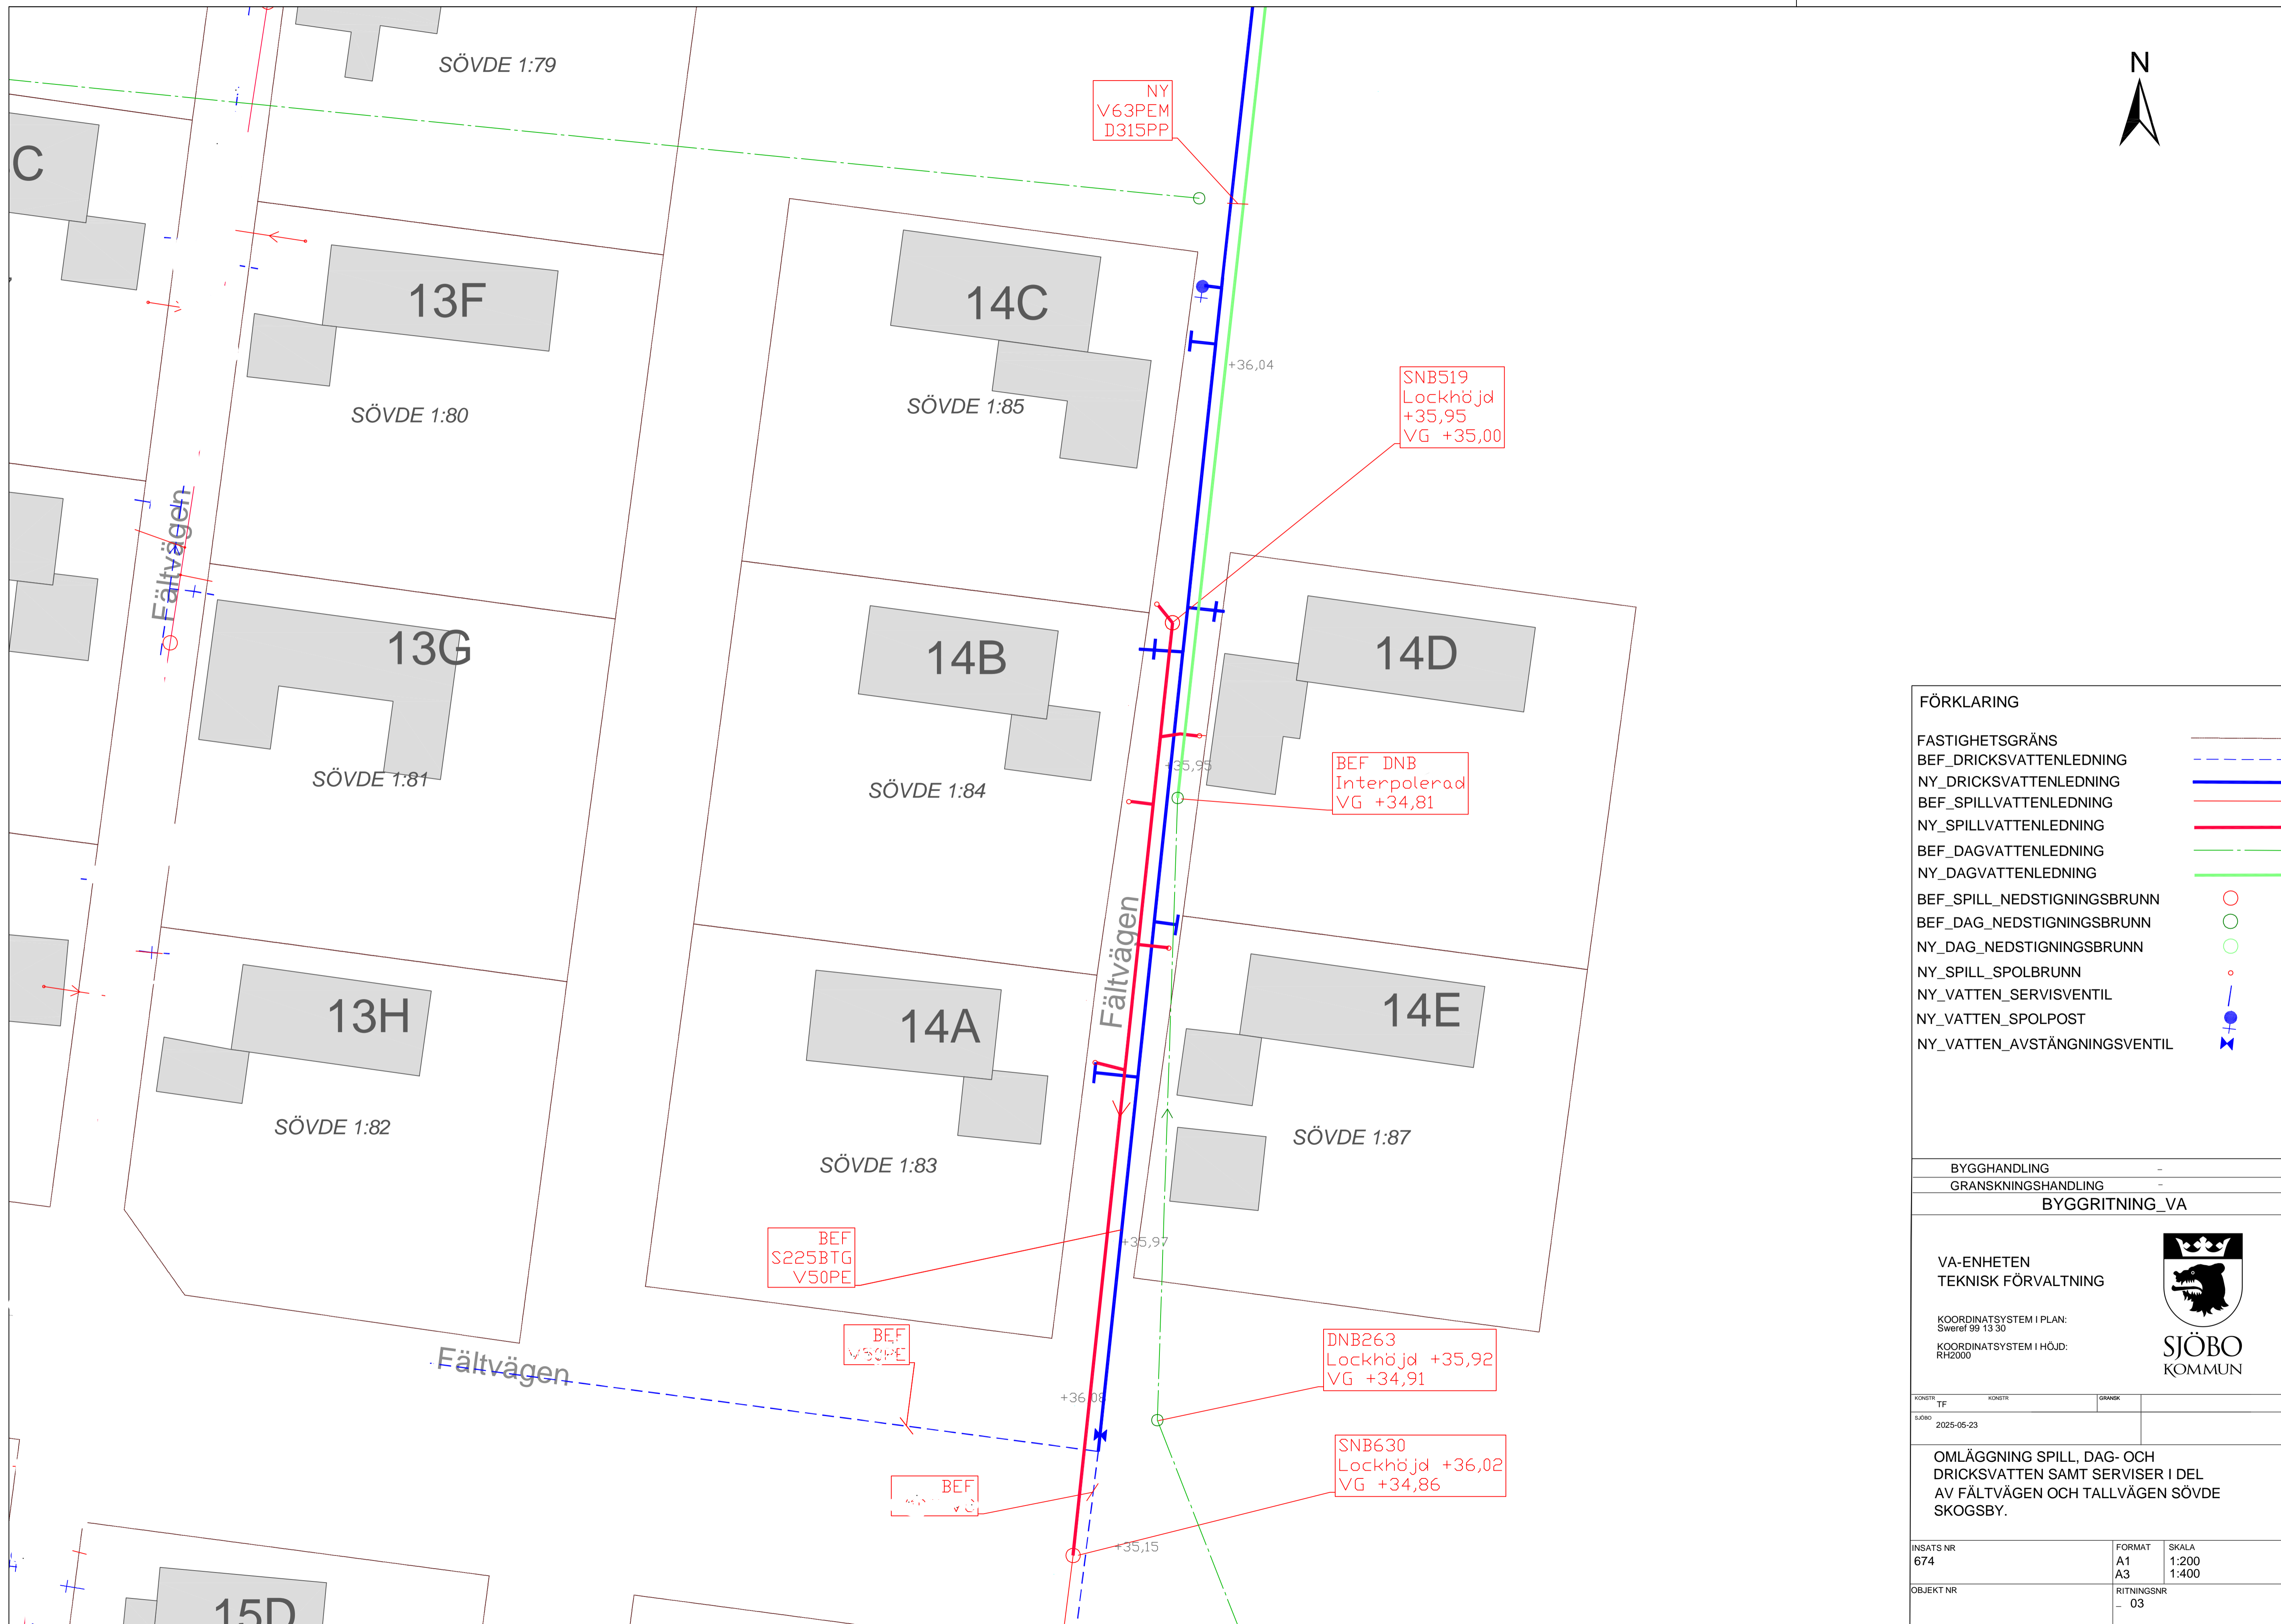 SÖVDE 1:79
N
NY
V63PEM
D315PP
C
13F
14C
SÖVDE 1:80
SÖVDE 1:85
+36,04
SNB519
Lockhöjd
+35,95
VG +35,00
Fältvägen
13G
14B
14D
SÖVDE 1:81
SÖVDE 1:84
+35,95
BEF DNB
Interpolerad
VG +34,81
Fältvägen
13H
14A
14E
SÖVDE 1:82
SÖVDE 1:83
SÖVDE 1:87
BEF
S225BTG
V50PE
+35,97
BEF
V50PE
Fältvägen
DNB263
Lockhöjd +35,92
VG +34,91
+36,08
SNB630
Lockhöjd +36,02
VG +34,86
BEF
+35,15
15D
FÖRKLARING
FASTIGHETSGRÄNS
BEF_DRICKSVATTENLEDNING
NY_DRICKSVATTENLEDNING
BEF_SPILLVATTENLEDNING
NY_SPILLVATTENLEDNING
BEF_DAGVATTENLEDNING
NY_DAGVATTENLEDNING
BEF_SPILL_NEDSTIGNINGSBRUNN
BEF_DAG_NEDSTIGNINGSBRUNN
NY_DAG_NEDSTIGNINGSBRUNN
NY_SPILL_SPOLBRUNN
NY_VATTEN_SERVISVENTIL
NY_VATTEN_SPOLPOST
NY_VATTEN_AVSTÄNGNINGSVENTIL
BYGGHANDLING –
GRANSKNINGSHANDLING –
BYGGRITNING_VA
VA-ENHETEN
TEKNISK FÖRVALTNING
KOORDINATSYSTEM I PLAN:
Sweref 99 13 30
KOORDINATSYSTEM I HÖJD:
RH2000
SJÖBO
KOMMUN
KONSTR KONSTR GRANSK
TF
SJÖBO
2025-05-23
OMLÄGGNING SPILL, DAG- OCH
DRICKSVATTEN SAMT SERVISER I DEL
AV FÄLTVÄGEN OCH TALLVÄGEN SÖVDE
SKOGSBY.
INSATS NR FORMAT SKALA
674 A1 1:200
A3 1:400
OBJEKT NR RITNINGSNR
_ 03